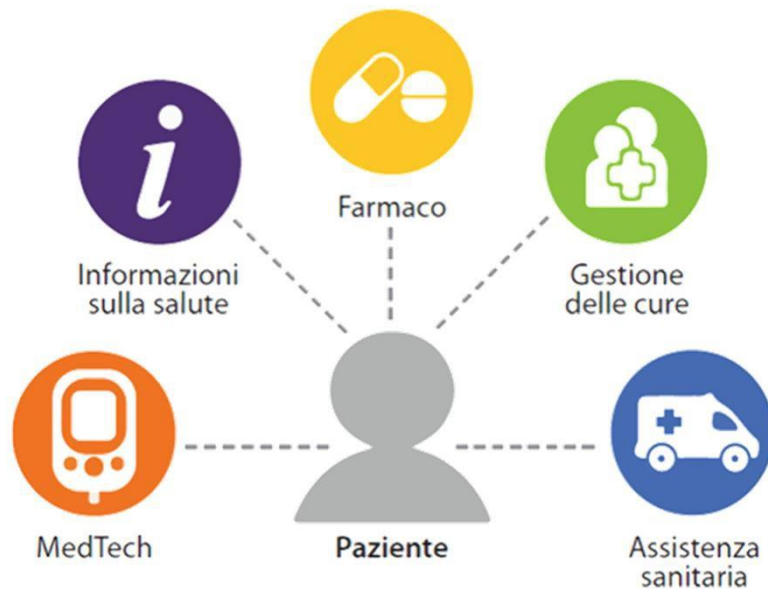 Farmaco
Informazioni
sulla salute
Gestione
delle cure
MedTech
Paziente
Assistenza
sanitaria